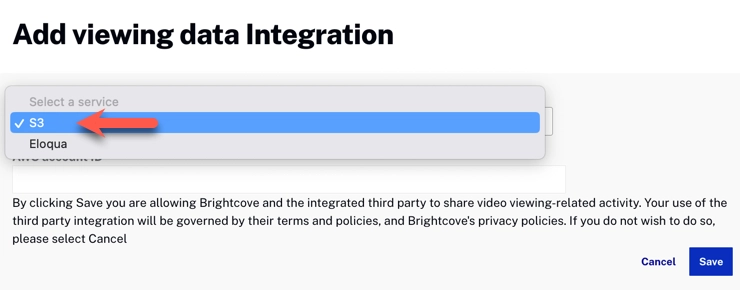 Add viewing data Integration
Select a service
✓ S3
Eloqua
AWS account ID
By clicking Save you are allowing Brightcove and the integrated third party to share video viewing-related activity. Your use of the
third party integration will be governed by their terms and policies, and Brightcove's privacy policies. If you do not wish to do so,
please select Cancel
Cancel Save